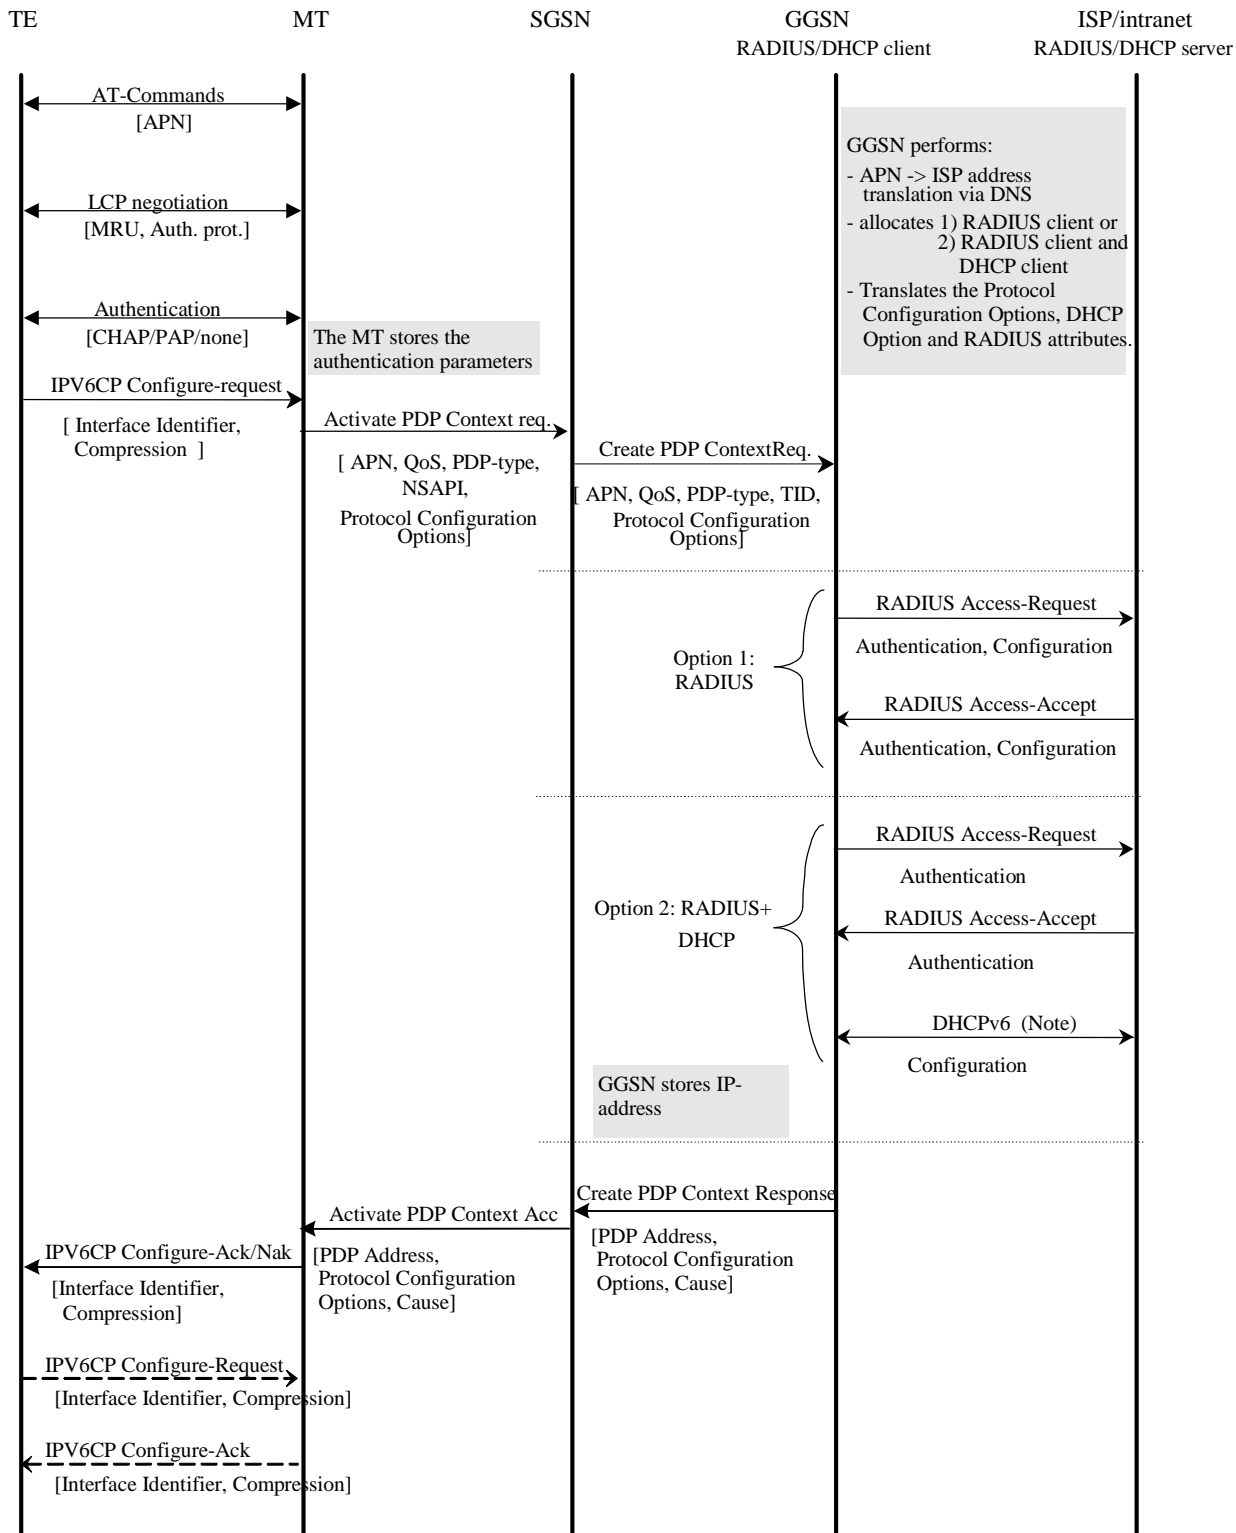 TE
MT
SGSN
GGSN
ISP/intranet
RADIUS/DHCP client
RADIUS/DHCP server
AT-Commands
[APN]
LCP negotiation
[MRU, Auth. prot.]
Authentication
[CHAP/PAP/none]
The MT stores the
authentication parameters
GGSN performs:
- APN -> ISP address
translation via DNS
- allocates 1) RADIUS client or
2) RADIUS client and
DHCP client
- Translates the Protocol
Configuration Options, DHCP
Option and RADIUS attributes.
IPV6CP Configure-request
[ Interface Identifier,
Compression ]
Activate PDP Context req.
[ APN, QoS, PDP-type,
NSAPI,
Protocol Configuration
Options]
Create PDP ContextReq.
[ APN, QoS, PDP-type, TID,
Protocol Configuration
Options]
Option 1:
RADIUS
RADIUS Access-Request
Authentication, Configuration
RADIUS Access-Accept
Authentication, Configuration
Option 2: RADIUS+
DHCP
RADIUS Access-Request
Authentication
RADIUS Access-Accept
Authentication
DHCPv6 (Note)
Configuration
GGSN stores IP-
address
Create PDP Context Response
[PDP Address,
Protocol Configuration
Options, Cause]
Activate PDP Context Acc
[PDP Address,
Protocol Configuration
Options, Cause]
IPV6CP Configure-Ack/Nak
[Interface Identifier,
Compression]
IPV6CP Configure-Request
[Interface Identifier, Compression]
IPV6CP Configure-Ack
[Interface Identifier, Compression]